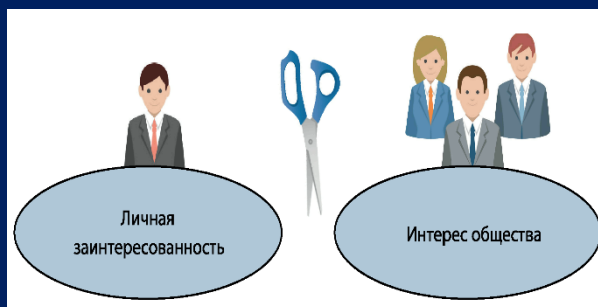 Личная
заинтересованность
Интерес общества